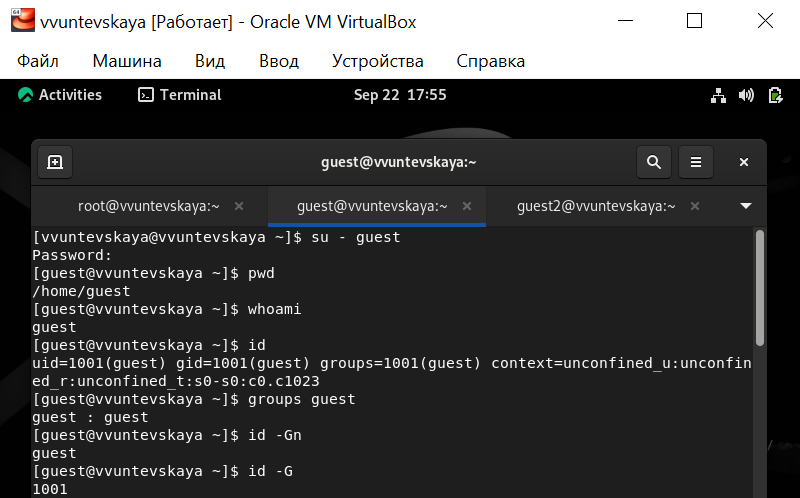 vvuntevskaya [Работает] - Oracle VM VirtualBox
Файл Машина Вид Ввод Устройства Справка
Activities Terminal Sep 22 17:55
guest@vvuntevskaya:~
root@vvuntevskaya:~ guest@vvuntevskaya:~ guest2@vvuntevskaya:~
[vvuntevskaya@vvuntevskaya ~]$ su - guest
Password:
[guest@vvuntevskaya ~]$ pwd
/home/guest
[guest@vvuntevskaya ~]$ whoami
guest
[guest@vvuntevskaya ~]$ id
uid=1001(guest) gid=1001(guest) groups=1001(guest) context=unconfined_u:unconfin
ed_r:unconfined_t:s0-s0:c0.c1023
[guest@vvuntevskaya ~]$ groups guest
guest : guest
[guest@vvuntevskaya ~]$ id -Gn
guest
[guest@vvuntevskaya ~]$ id -G
1001